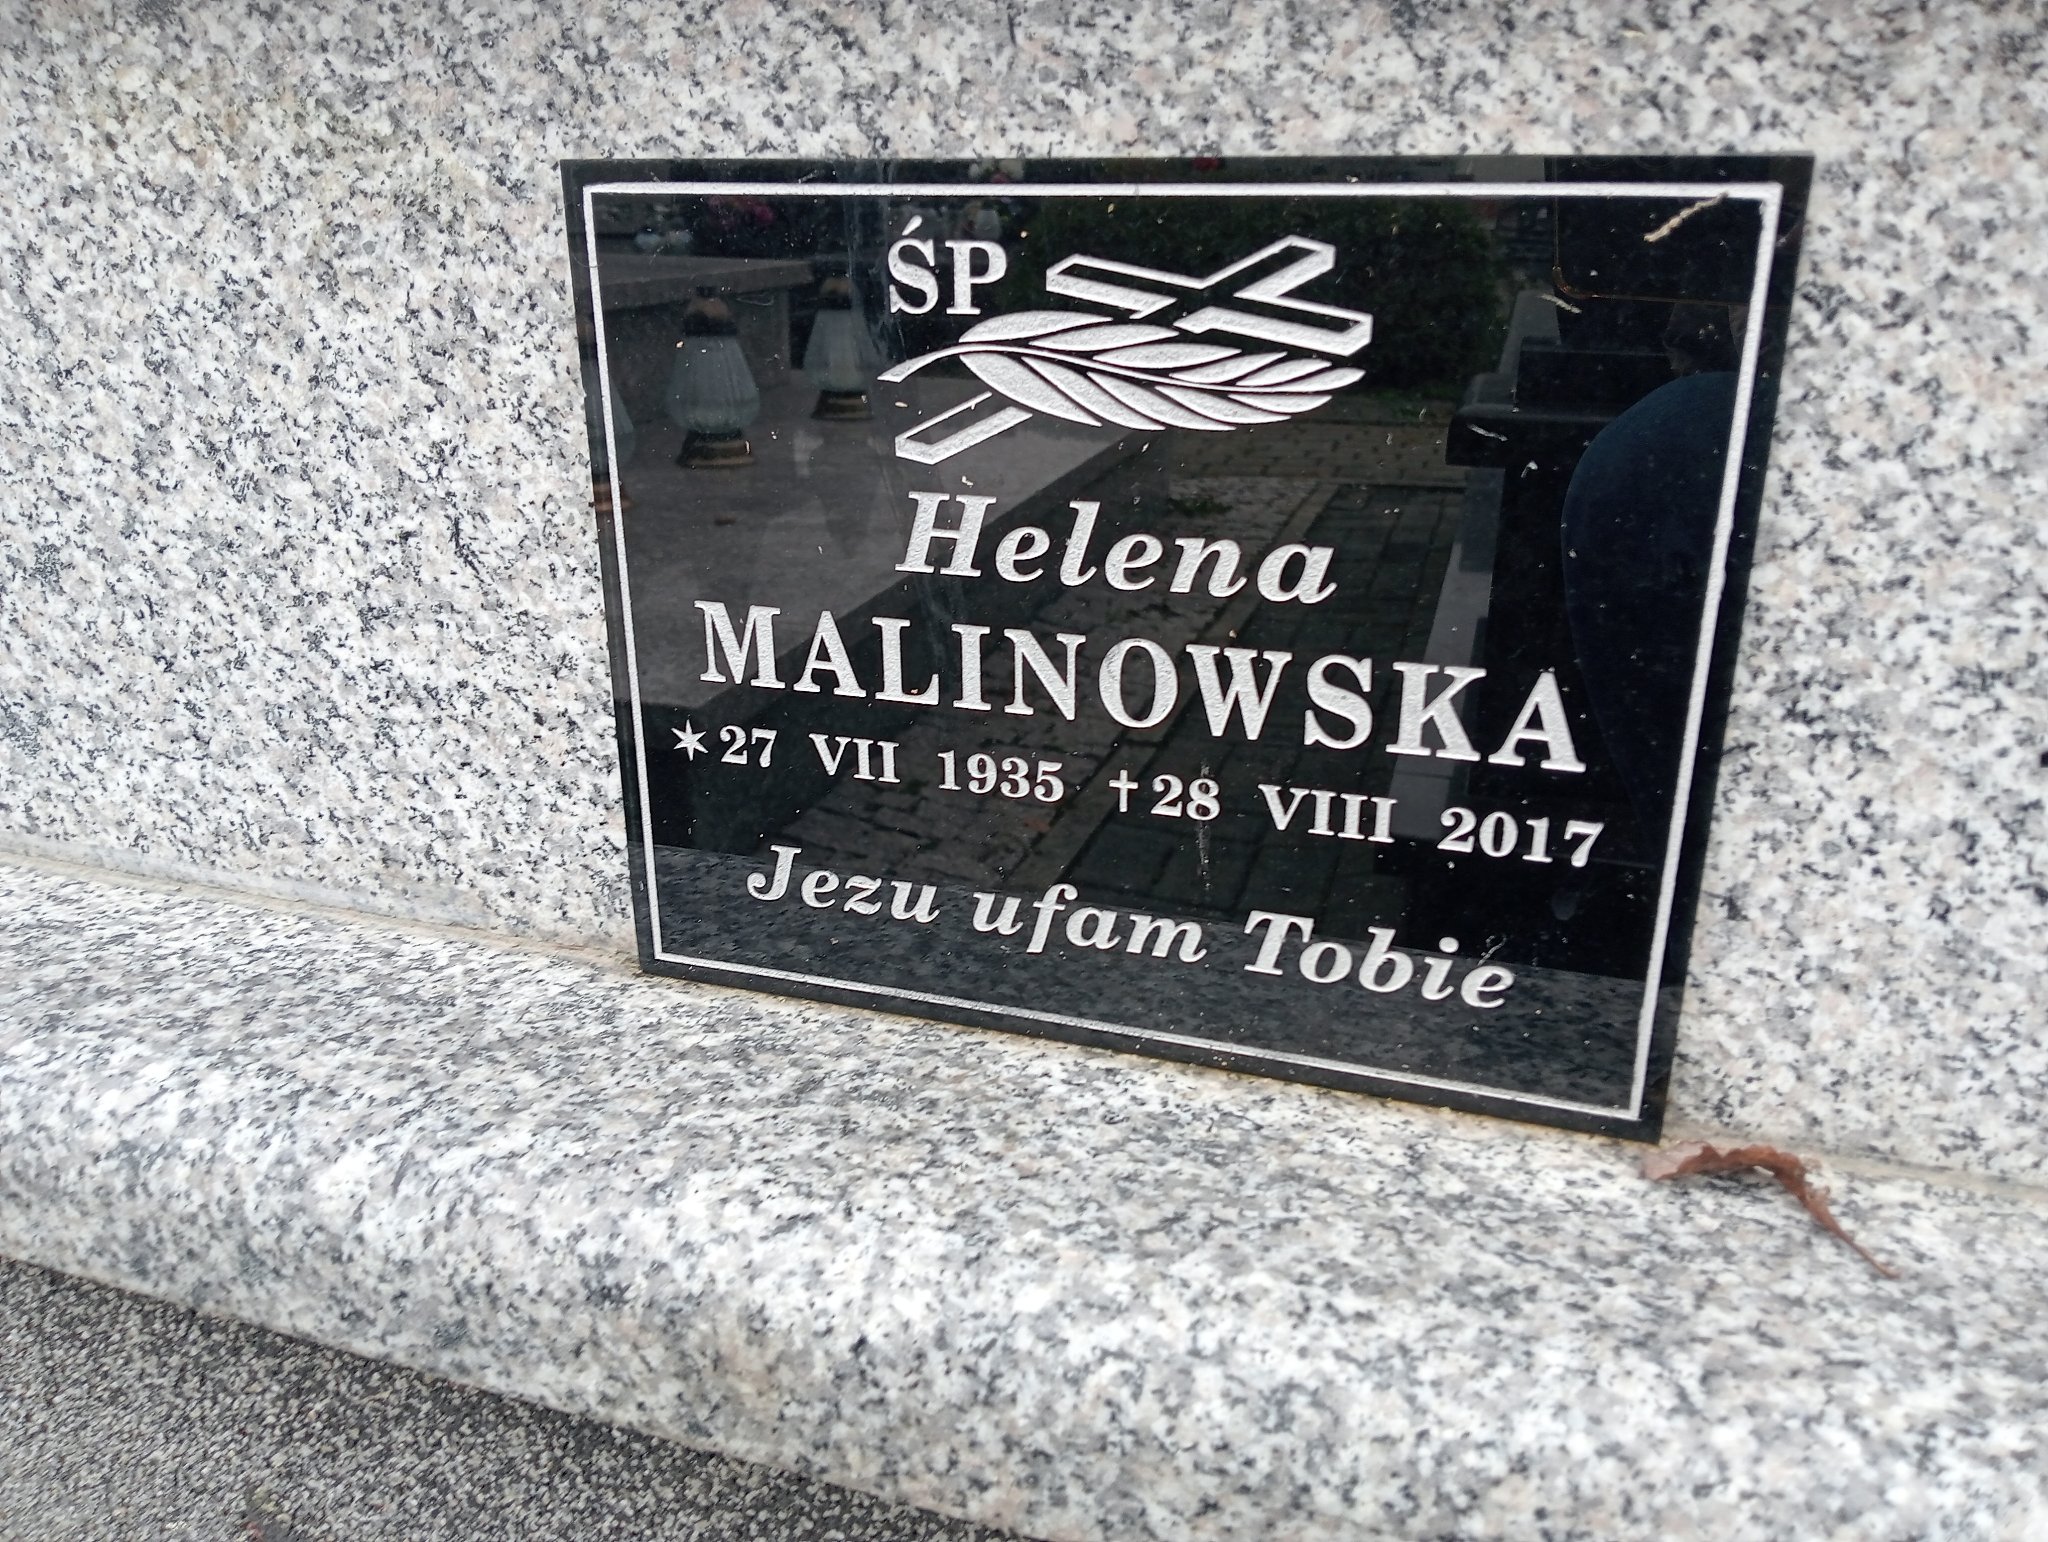 ŚP
Helena
MALINOWSKA
* 27 VII 1935 † 28 VIII 2017
Jezu ufam Tobie